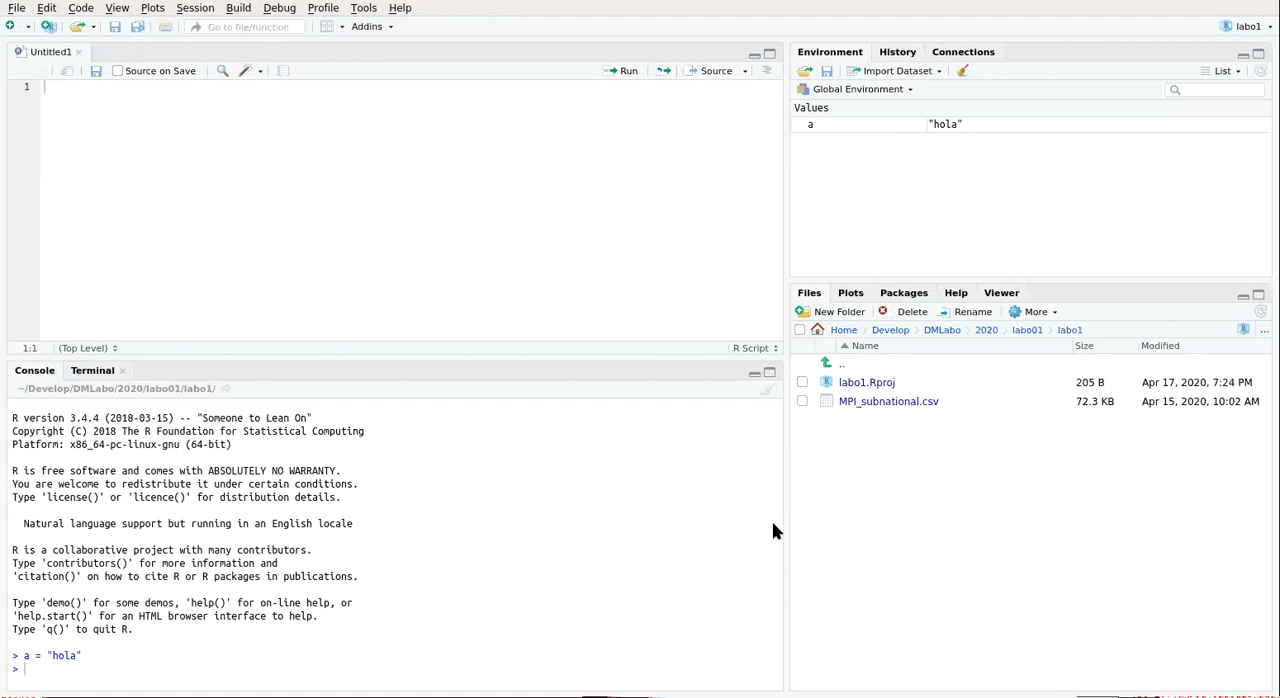 File Edit Code View Plots Session Build Debug Profile Tools Help
Go to file/function Addins labo1
Untitled1
Source on Save Run Source
1
1:1 (Top Level) R Script
Console Terminal
~/Develop/DMLabo/2020/labo01/labo1/
R version 3.4.4 (2018-03-15) -- "Someone to Lean On"
Copyright (C) 2018 The R Foundation for Statistical Computing
Platform: x86_64-pc-linux-gnu (64-bit)
R is free software and comes with ABSOLUTELY NO WARRANTY.
You are welcome to redistribute it under certain conditions.
Type 'license()' or 'licence()' for distribution details.
Natural language support but running in an English locale
R is a collaborative project with many contributors.
Type 'contributors()' for more information and
'citation()' on how to cite R or R packages in publications.
Type 'demo()' for some demos, 'help()' for on-line help, or
'help.start()' for an HTML browser interface to help.
Type 'q()' to quit R.
> a = "hola"
>
Environment History Connections
Import Dataset List
Global Environment
Values
a "hola"
Files Plots Packages Help Viewer
New Folder Delete Rename More
Home Develop DMLabo 2020 labo01 labo1 ...
Name Size Modified
..
labo1.Rproj 205 B Apr 17, 2020, 7:24 PM
MPI_subnational.csv 72.3 KB Apr 15, 2020, 10:02 AM